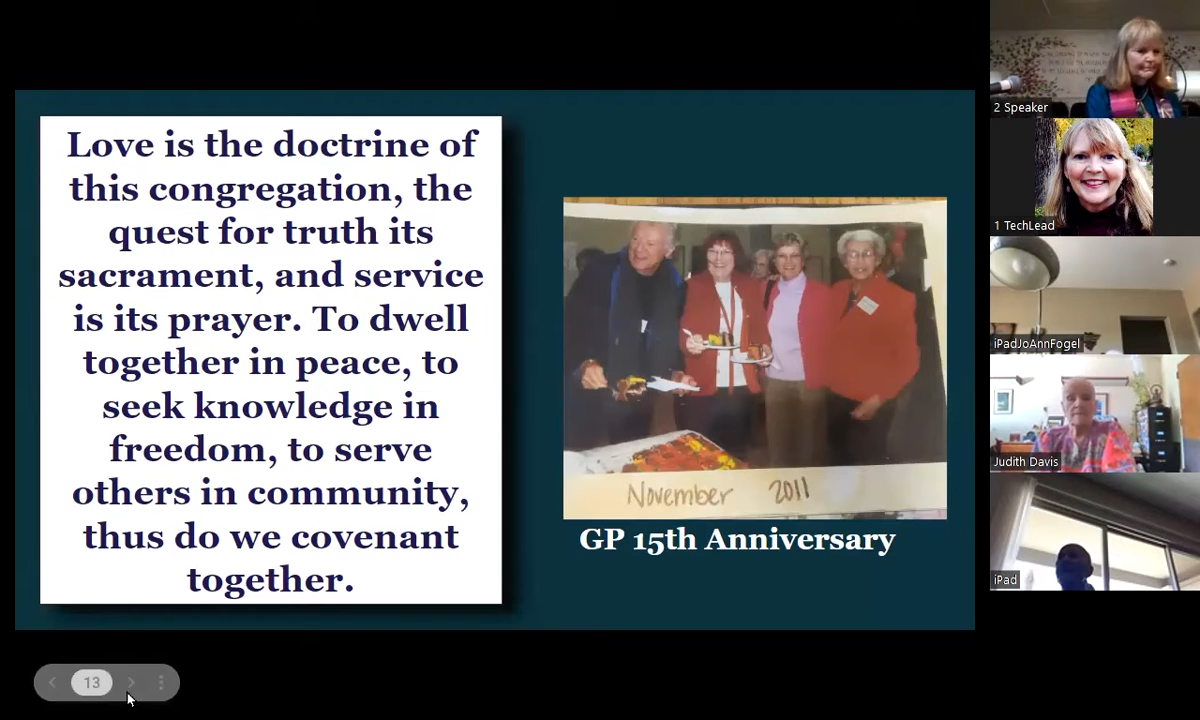 Love is the doctrine of
this congregation, the
quest for truth its
sacrament, and service
is its prayer. To dwell
together in peace, to
seek knowledge in
freedom, to serve
others in community,
thus do we covenant
together.
November 2011
GP 15th Anniversary
13
2 Speaker
1 TechLead
iPadJoAnnFogel
Judith Davis
iPad